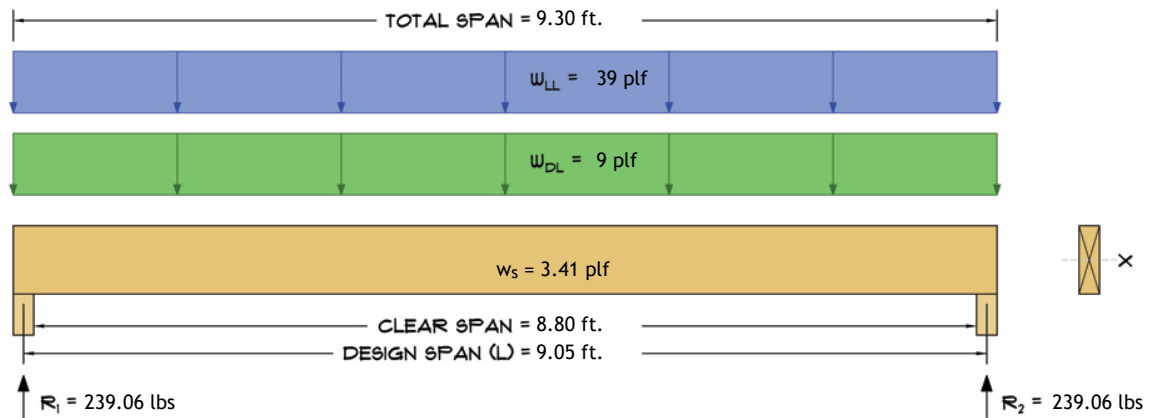 TOTAL SPAN = 9.30 ft.
WLL = 39 plf
WDL = 9 plf
ws = 3.41 plf
X
CLEAR SPAN = 8.80 ft.
DESIGN SPAN (L) = 9.05 ft.
R1 = 239.06 lbs
R2 = 239.06 lbs